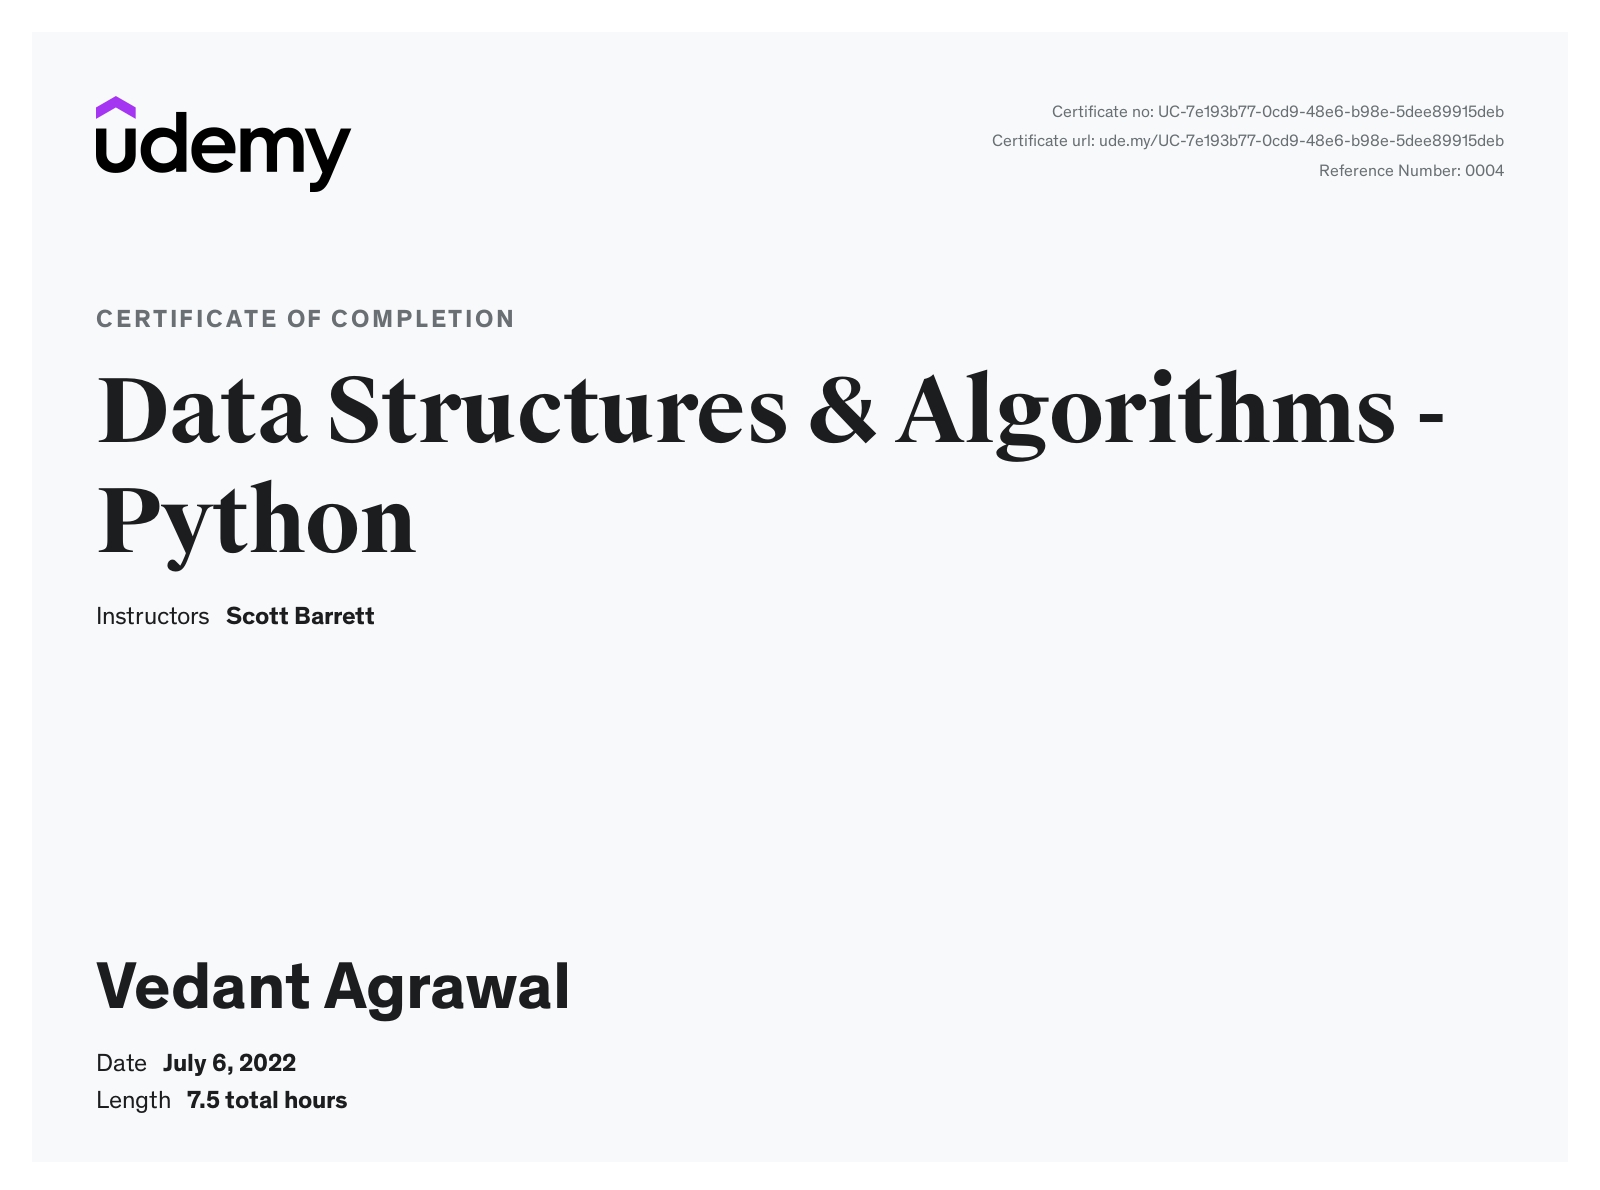 udemy
Certificate no: UC-7e193b77-0cd9-48e6-b98e-5dee89915deb
Certificate url: ude.my/UC-7e193b77-0cd9-48e6-b98e-5dee89915deb
Reference Number: 0004
CERTIFICATE OF COMPLETION
Data Structures & Algorithms -
Python
Instructors Scott Barrett
Vedant Agrawal
Date July 6, 2022
Length 7.5 total hours